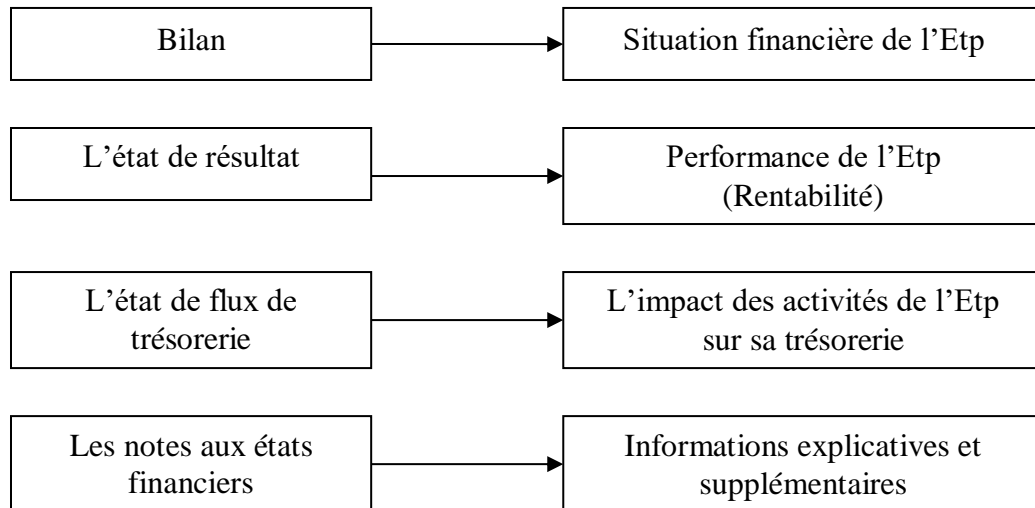 Bilan
Situation financière de l’Etp
L’état de résultat
Performance de l’Etp
(Rentabilité)
L’état de flux de
trésorerie
L’impact des activités de l’Etp
sur sa trésorerie
Les notes aux états
financiers
Informations explicatives et
supplémentaires